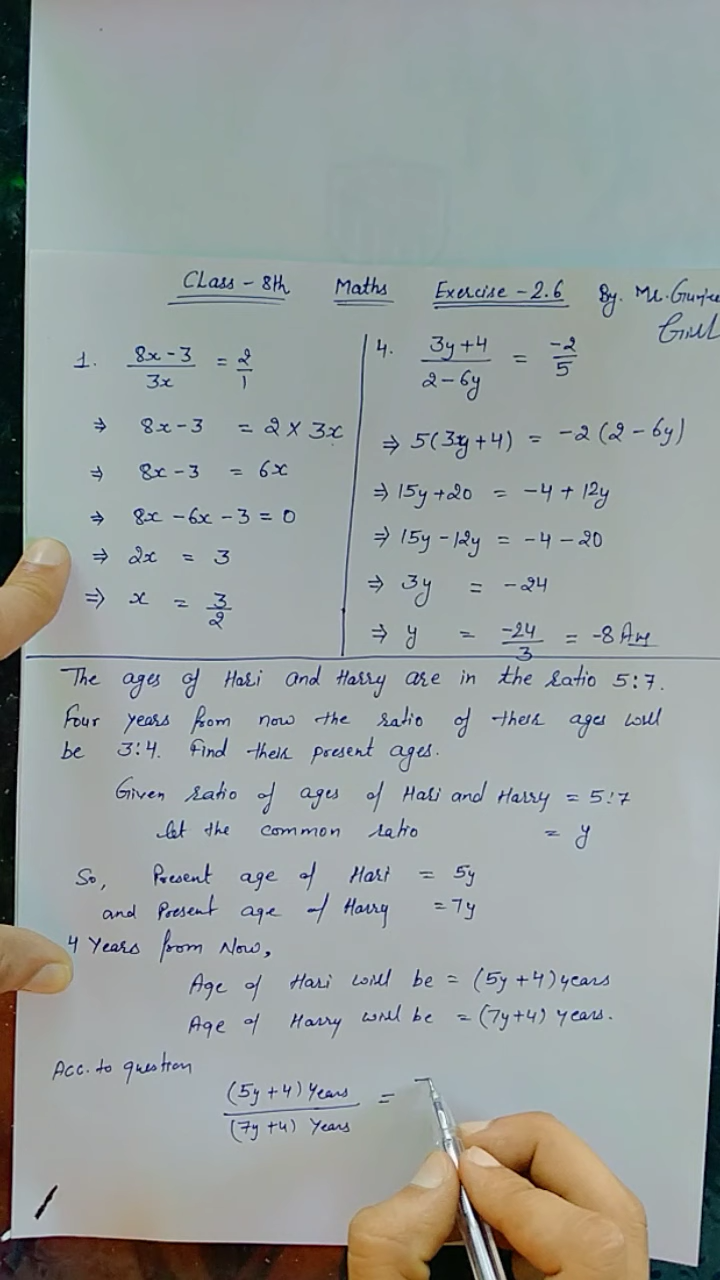 Class - 8th Maths Exercise - 2.6 By. Mr.
Gill
1. (8x - 3)/(3x) = 2/1
⇒ 8x - 3 = 2 × 3x
⇒ 8x - 3 = 6x
⇒ 8x - 6x - 3 = 0
⇒ 2x = 3
⇒ x = 3/2
4. (3y + 4)/(2 - 6y) = -2/5
⇒ 5(3y + 4) = -2(2 - 6y)
⇒ 15y + 20 = -4 + 12y
⇒ 15y - 12y = -4 - 20
⇒ 3y = -24
⇒ y = -24/3 = -8 Ans
The ages of Hari and Harry are in the ratio 5:7.
Four years from now the ratio of their ages will
be 3:4. Find their present ages.
Given ratio of ages of Hari and Harry = 5:7
let the common ratio = y
So, Present age of Hari = 5y
and Present age of Harry = 7y
4 Years from Now,
Age of Hari will be = (5y + 4) years
Age of Harry will be = (7y + 4) years.
Acc. to question
(5y + 4) Years / (7y + 4) Years =